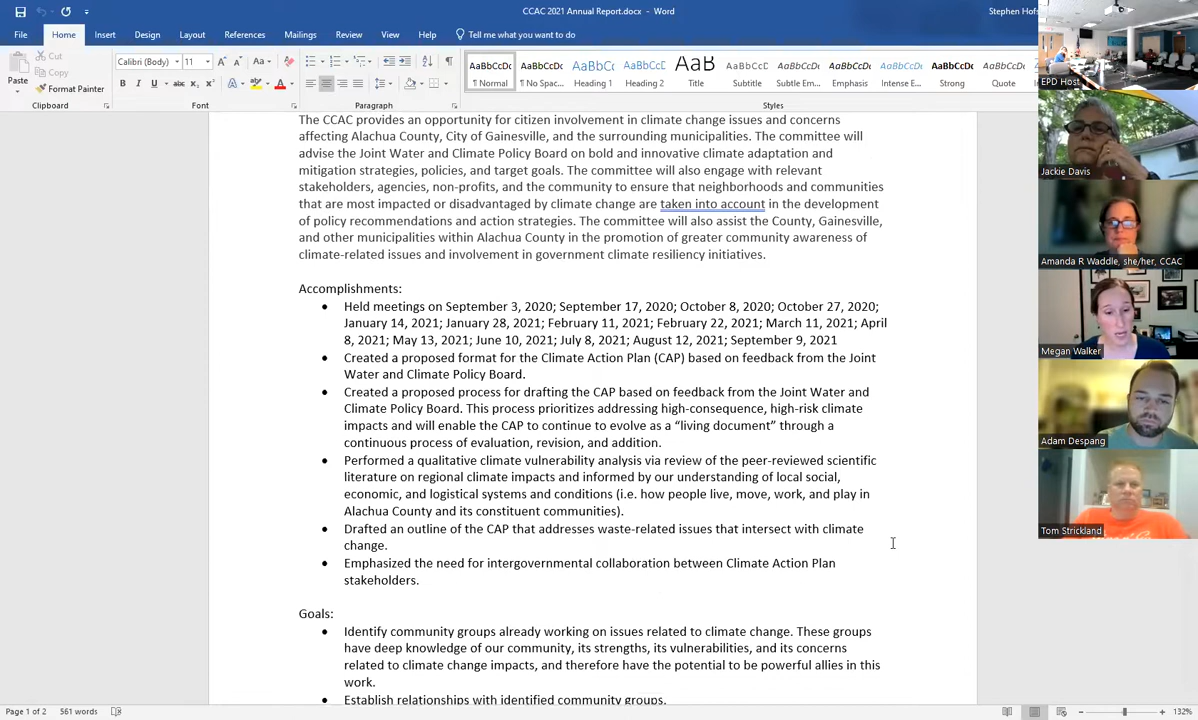 CCAC 2021 Annual Report.docx - Word
Stephen Hofs
File Home Insert Design Layout References Mailings Review View Help Tell me what you want to do
Paste
Cut
Copy
Format Painter
Clipboard
Calibri (Body) 11
Font
Paragraph
AaBbCcDc AaBbCcDc AaBbCc AaBbCcC AaB AaBbCcD AaBbCcDc AaBbCcDc AaBbCcDc AaBbCcDc AaBbCcDc
¶ Normal ¶ No Spac... Heading 1 Heading 2 Title Subtitle Subtle Em... Emphasis Intense E... Strong Quote
Styles
The CCAC provides an opportunity for citizen involvement in climate change issues and concerns
affecting Alachua County, City of Gainesville, and the surrounding municipalities. The committee will
advise the Joint Water and Climate Policy Board on bold and innovative climate adaptation and
mitigation strategies, policies, and target goals. The committee will also engage with relevant
stakeholders, agencies, non-profits, and the community to ensure that neighborhoods and communities
that are most impacted or disadvantaged by climate change are taken into account in the development
of policy recommendations and action strategies. The committee will also assist the County, Gainesville,
and other municipalities within Alachua County in the promotion of greater community awareness of
climate-related issues and involvement in government climate resiliency initiatives.
Accomplishments:
• Held meetings on September 3, 2020; September 17, 2020; October 8, 2020; October 27, 2020;
January 14, 2021; January 28, 2021; February 11, 2021; February 22, 2021; March 11, 2021; April
8, 2021; May 13, 2021; June 10, 2021; July 8, 2021; August 12, 2021; September 9, 2021
• Created a proposed format for the Climate Action Plan (CAP) based on feedback from the Joint
Water and Climate Policy Board.
• Created a proposed process for drafting the CAP based on feedback from the Joint Water and
Climate Policy Board. This process prioritizes addressing high-consequence, high-risk climate
impacts and will enable the CAP to continue to evolve as a “living document” through a
continuous process of evaluation, revision, and addition.
• Performed a qualitative climate vulnerability analysis via review of the peer-reviewed scientific
literature on regional climate impacts and informed by our understanding of local social,
economic, and logistical systems and conditions (i.e. how people live, move, work, and play in
Alachua County and its constituent communities).
• Drafted an outline of the CAP that addresses waste-related issues that intersect with climate
change.
• Emphasized the need for intergovernmental collaboration between Climate Action Plan
stakeholders.
Goals:
• Identify community groups already working on issues related to climate change. These groups
have deep knowledge of our community, its strengths, its vulnerabilities, and its concerns
related to climate change impacts, and therefore have the potential to be powerful allies in this
work.
• Establish relationships with identified community groups.
Page 1 of 2 561 words
132%
EPD Host
Jackie Davis
Amanda R Waddle, she/her, CCAC
Megan Walker
Adam Despang
Tom Strickland